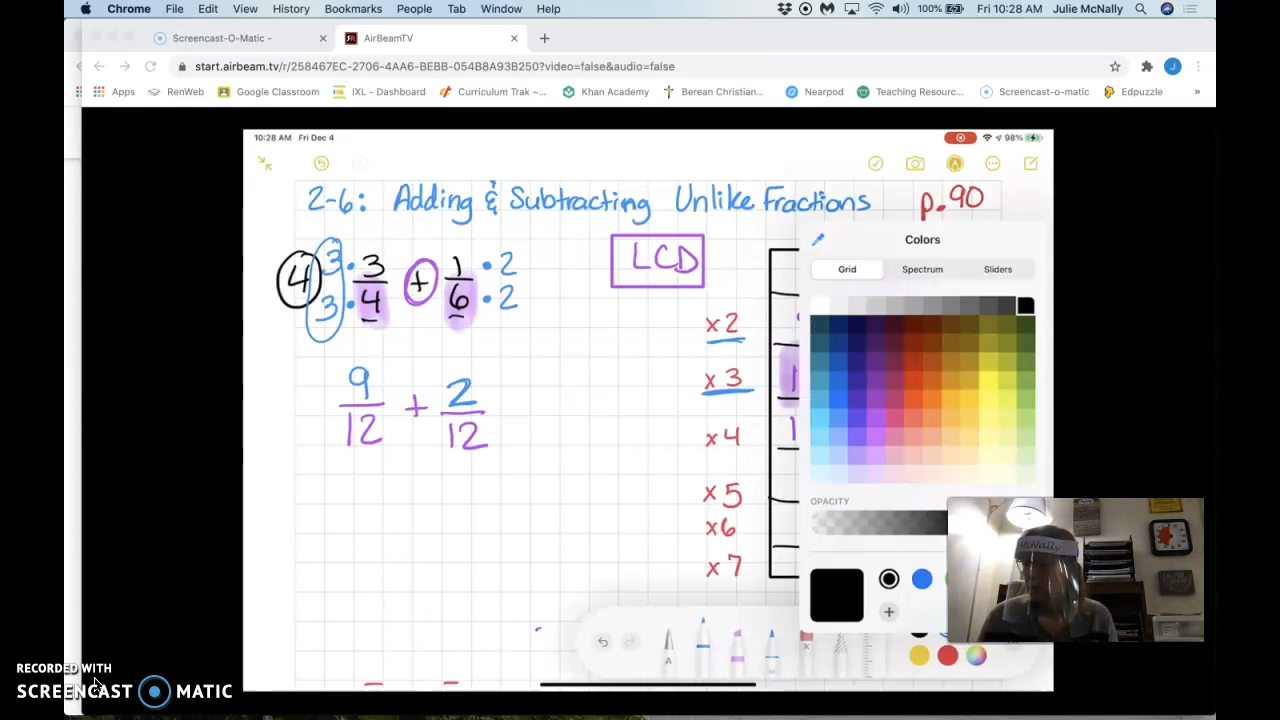 Chrome File Edit View History Bookmarks People Tab Window Help 100% Fri 10:28 AM Julie McNally
Screencast-O-Matic - × AirBeamTV × +
start.airbeam.tv/r/258467EC-2706-4AA6-BEBB-054B8A93B250?video=false&audio=false
Apps RenWeb Google Classroom IXL - Dashboard Curriculum Trak ~... Khan Academy Berean Christian... Nearpod Teaching Resourc... Screencast-o-matic Edpuzzle »
10:28 AM Fri Dec 4 98%
2-6: Adding & Subtracting Unlike Fractions p.90
Colors
Grid Spectrum Sliders
LCD
4 3 · 3 + 1 · 2
3 · 4 6 · 2
x2
x3 1
9 + 2
12 12
x4 1
x5
OPACITY
x6
x7
McNally
A
RECORDED WITH
SCREENCAST O MATIC